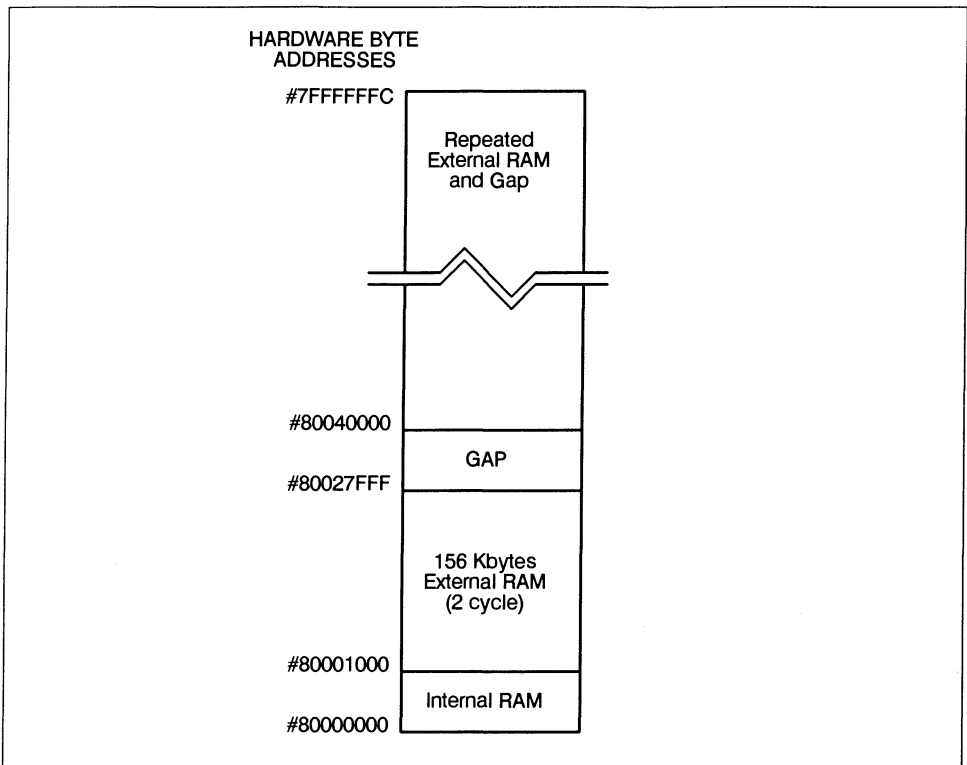 HARDWARE BYTE
ADDRESSES
#7FFFFFFC
Repeated
External RAM
and Gap
#80040000
GAP
#80027FFF
156 Kbytes
External RAM
(2 cycle)
#80001000
Internal RAM
#80000000